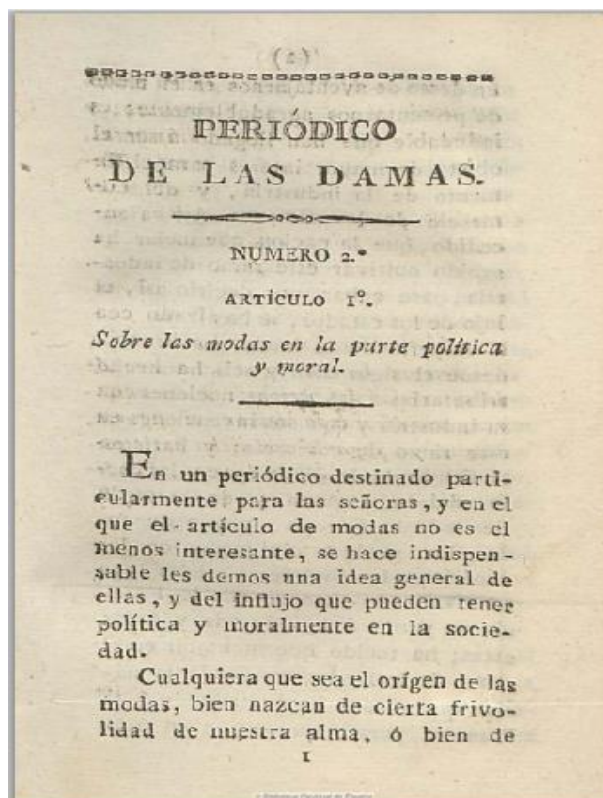 PERIÓDICO
DE LAS DAMAS.
NUMERO 2.º
ARTÍCULO 1º.
Sobre las modas en la parte política
y moral.
En un periódico destinado parti-
cularmente para las señoras, y en el
que el artículo de modas no es el
menos interesante, se hace indispen-
sable les demos una idea general de
ellas, y del influjo que pueden tener
política y moralmente en la socie-
dad.
Cualquiera que sea el orígen de las
modas, bien nazcan de cierta frivo-
lidad de nuestra alma, ó bien de
1